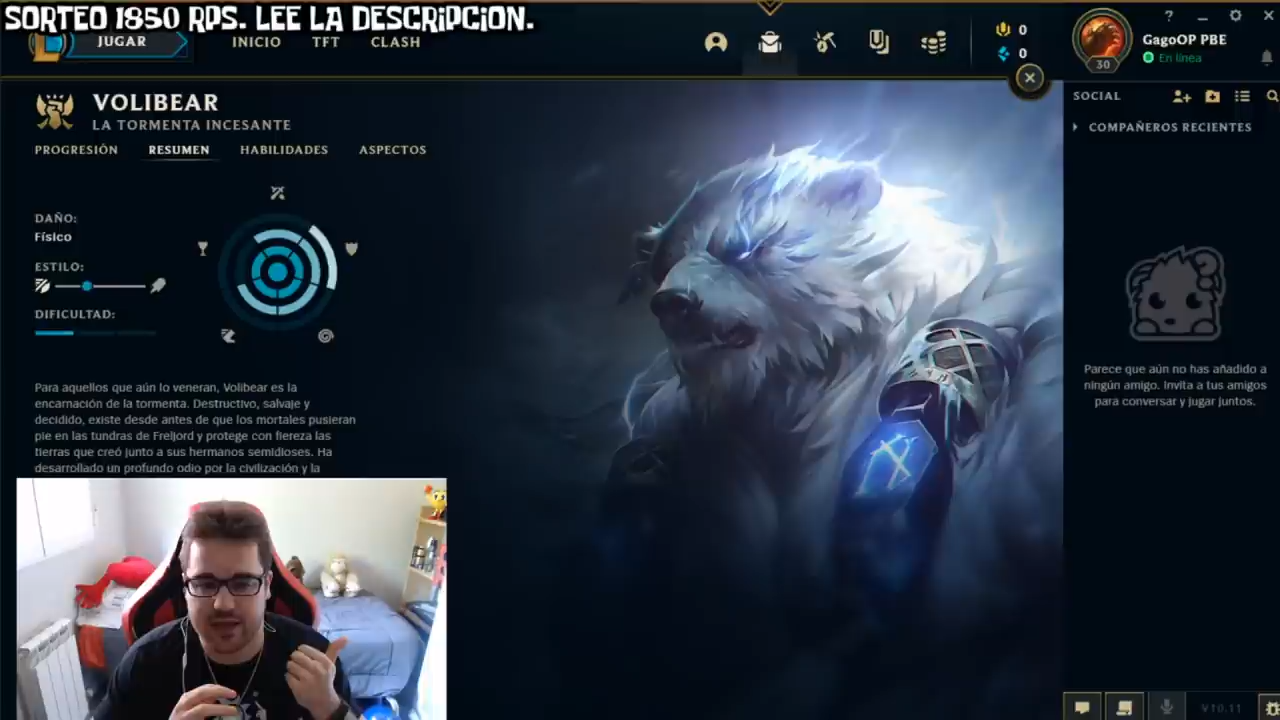 SORTEO 1850 RPS. LEE LA DESCRIPCION.
JUGAR
INICIO
TFT
CLASH
0
0
30
GagoOP PBE
En línea
VOLIBEAR
LA TORMENTA INCESANTE
PROGRESIÓN
RESUMEN
HABILIDADES
ASPECTOS
DAÑO:
Físico
ESTILO:
DIFICULTAD:
Para aquellos que aún lo veneran, Volibear es la
encarnación de la tormenta. Destructivo, salvaje y
decidido, existe desde antes de que los mortales pusieran
pie en las tundras de Freljord y protege con fiereza las
tierras que creó junto a sus hermanos semidioses. Ha
desarrollado un profundo odio por la civilización y la
SOCIAL
COMPAÑEROS RECIENTES
Parece que aún no has añadido a
ningún amigo. Invita a tus amigos
para conversar y jugar juntos.
V10.11